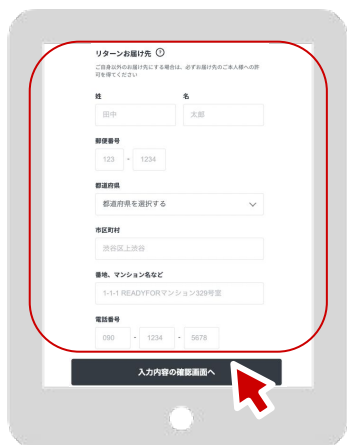 リターンお届け先 ?
ご自身以外のお届け先にする場合は、必ずお届け先のご本人様への許
可を得てください
姓 名
田中 太郎
郵便番号
123 - 1234
都道府県
都道府県を選択する
市区町村
渋谷区上渋谷
番地、マンション名など
1-1-1 READYFORマンション329号室
電話番号
090 - 1234 - 5678
入力内容の確認画面へ